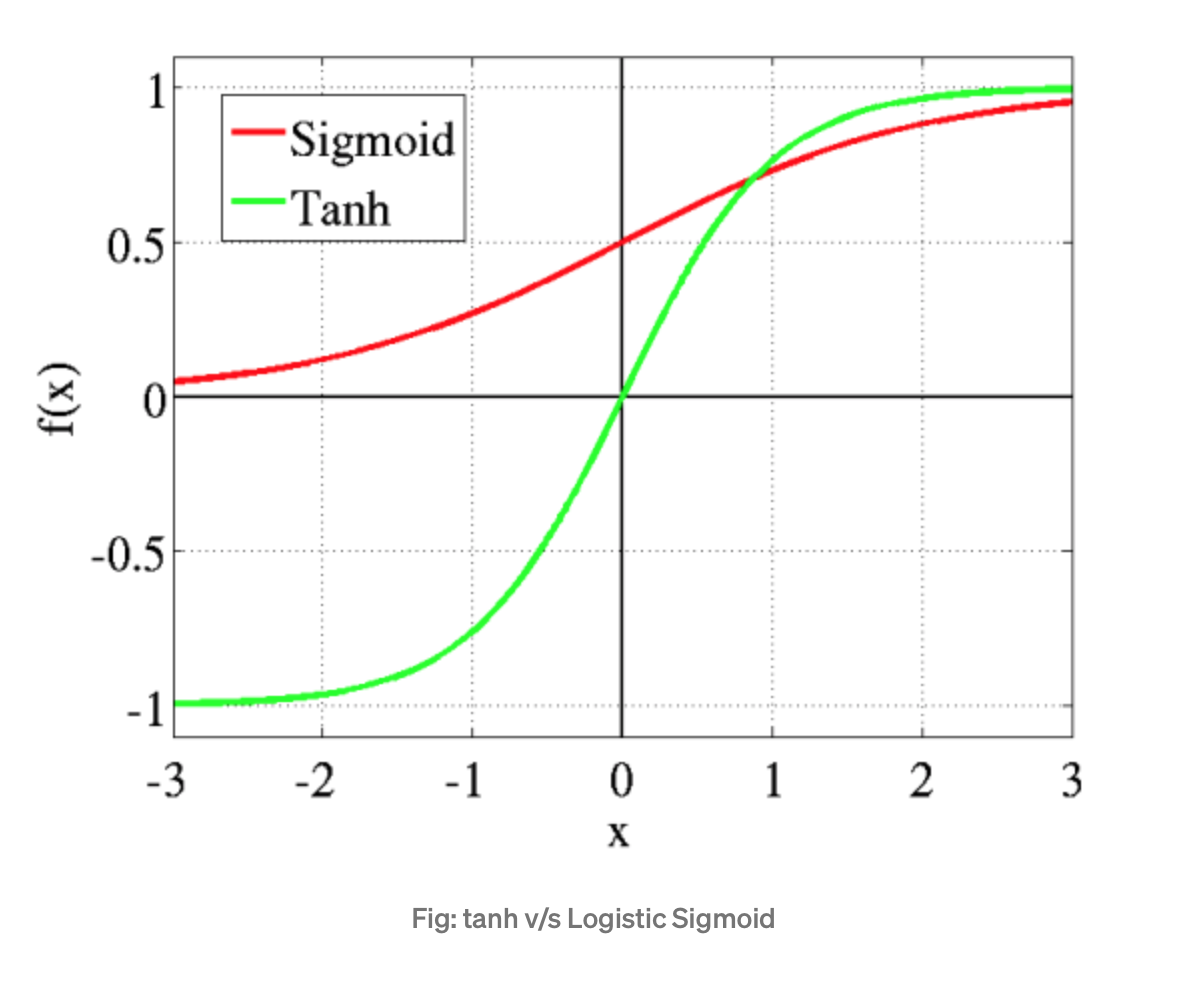 1
Sigmoid
Tanh
0.5
0
-0.5
-1
f(x)
-3 -2 -1 0 1 2 3
x
Fig: tanh v/s Logistic Sigmoid